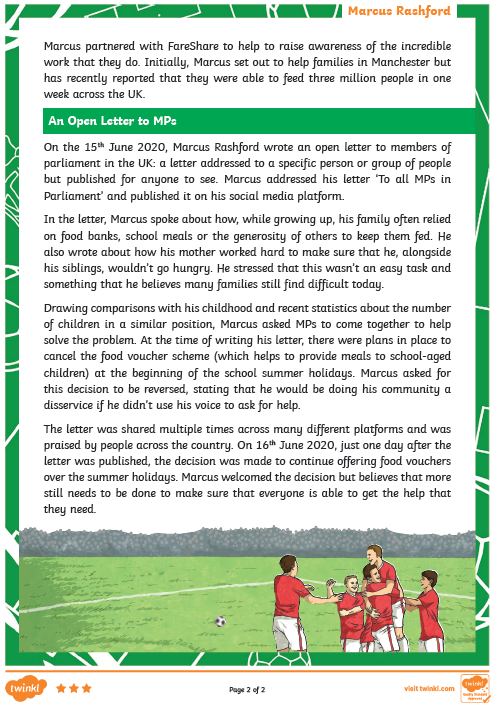 Marcus Rashford
Marcus partnered with FareShare to help to raise awareness of the incredible
work that they do. Initially, Marcus set out to help families in Manchester but
has recently reported that they were able to feed three million people in one
week across the UK.
An Open Letter to MPs
On the 15th June 2020, Marcus Rashford wrote an open letter to members of
parliament in the UK: a letter addressed to a specific person or group of people
but published for anyone to see. Marcus addressed his letter ‘To all MPs in
Parliament’ and published it on his social media platform.
In the letter, Marcus spoke about how, while growing up, his family often relied
on food banks, school meals or the generosity of others to keep them fed. He
also wrote about how his mother worked hard to make sure that he, alongside
his siblings, wouldn’t go hungry. He stressed that this wasn’t an easy task and
something that he believes many families still find difficult today.
Drawing comparisons with his childhood and recent statistics about the number
of children in a similar position, Marcus asked MPs to come together to help
solve the problem. At the time of writing his letter, there were plans in place to
cancel the food voucher scheme (which helps to provide meals to school-aged
children) at the beginning of the school summer holidays. Marcus asked for
this decision to be reversed, stating that he would be doing his community a
disservice if he didn’t use his voice to ask for help.
The letter was shared multiple times across many different platforms and was
praised by people across the country. On 16th June 2020, just one day after the
letter was published, the decision was made to continue offering food vouchers
over the summer holidays. Marcus welcomed the decision but believes that more
still needs to be done to make sure that everyone is able to get the help that
they need.
twinkl
Page 2 of 2
visit twinkl.com
twinkl
Quality Standard
Approved